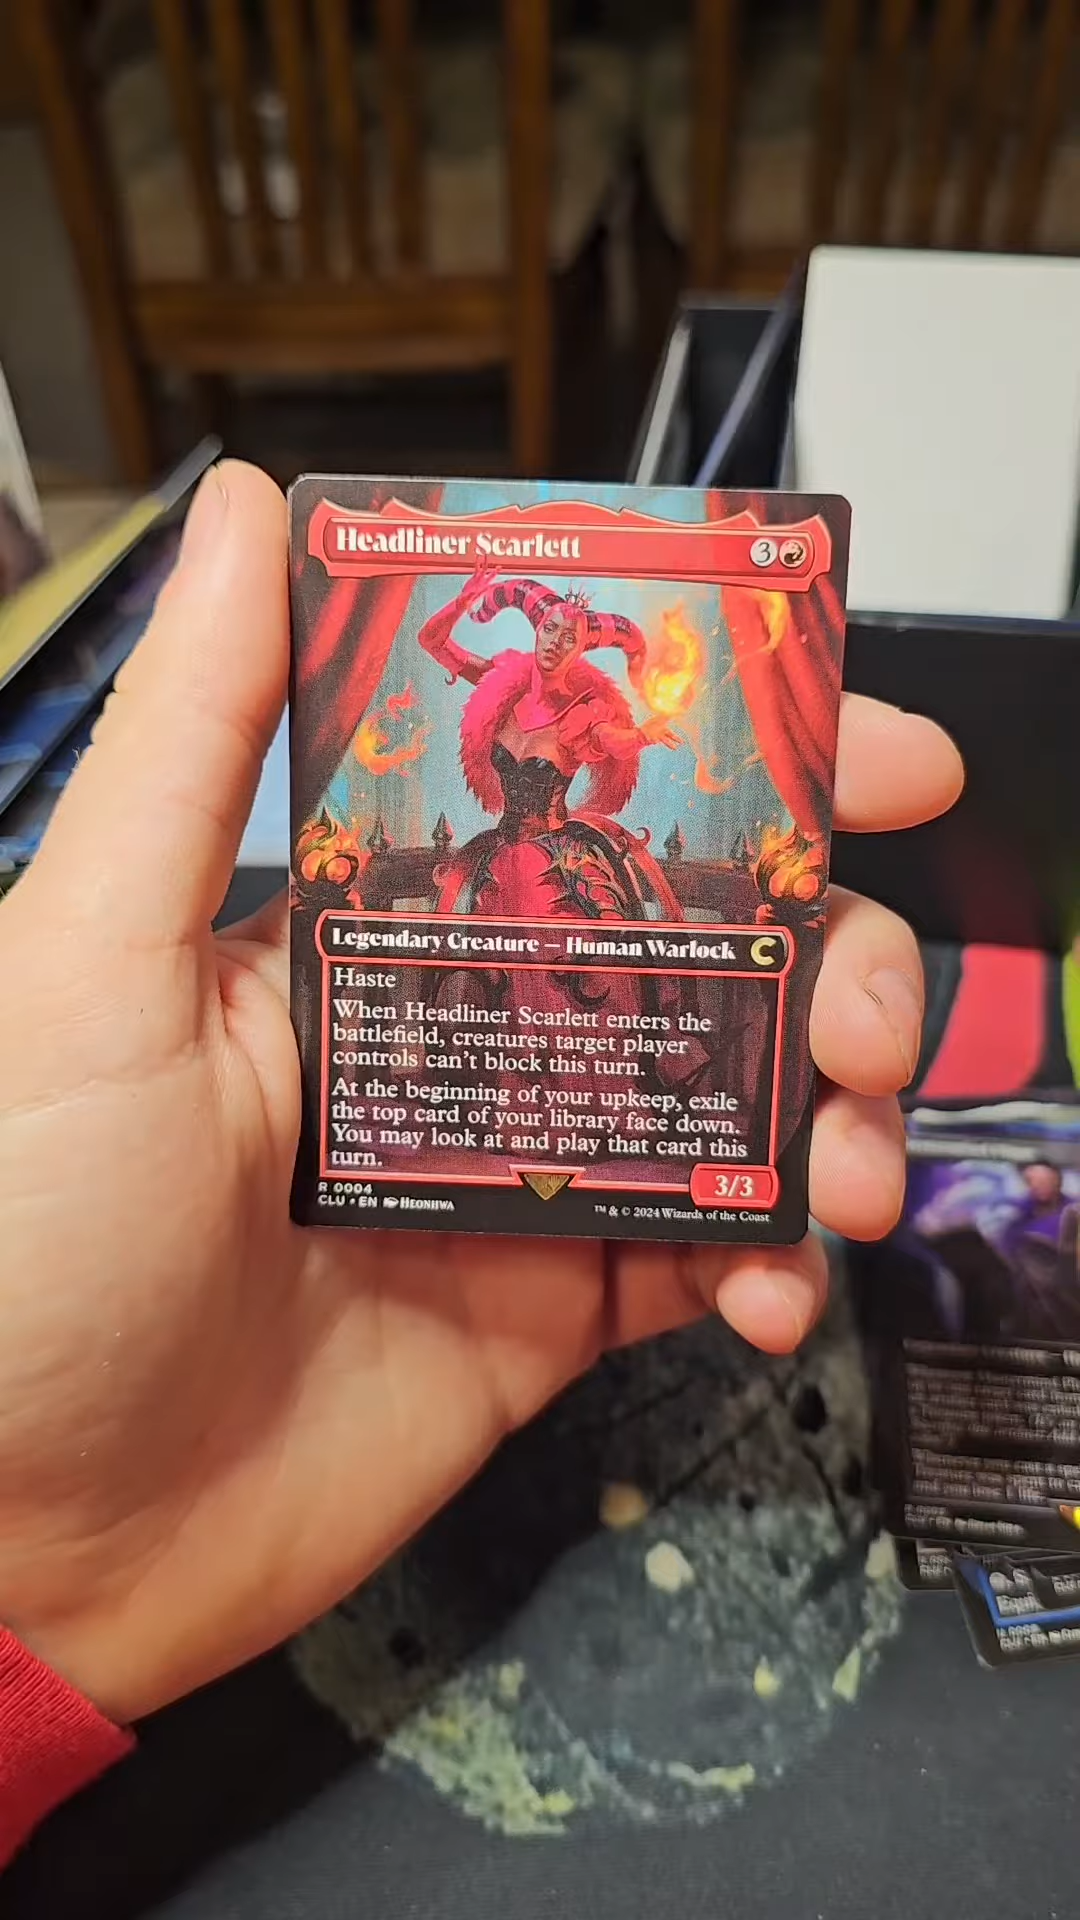 Headliner Scarlett 3
Legendary Creature — Human Warlock C
Haste
When Headliner Scarlett enters the
battlefield, creatures target player
controls can't block this turn.
At the beginning of your upkeep, exile
the top card of your library face down.
You may look at and play that card this
turn.
3/3
R 0004
CLU • EN HEONHWA
™ & © 2024 Wizards of the Coast
Equi